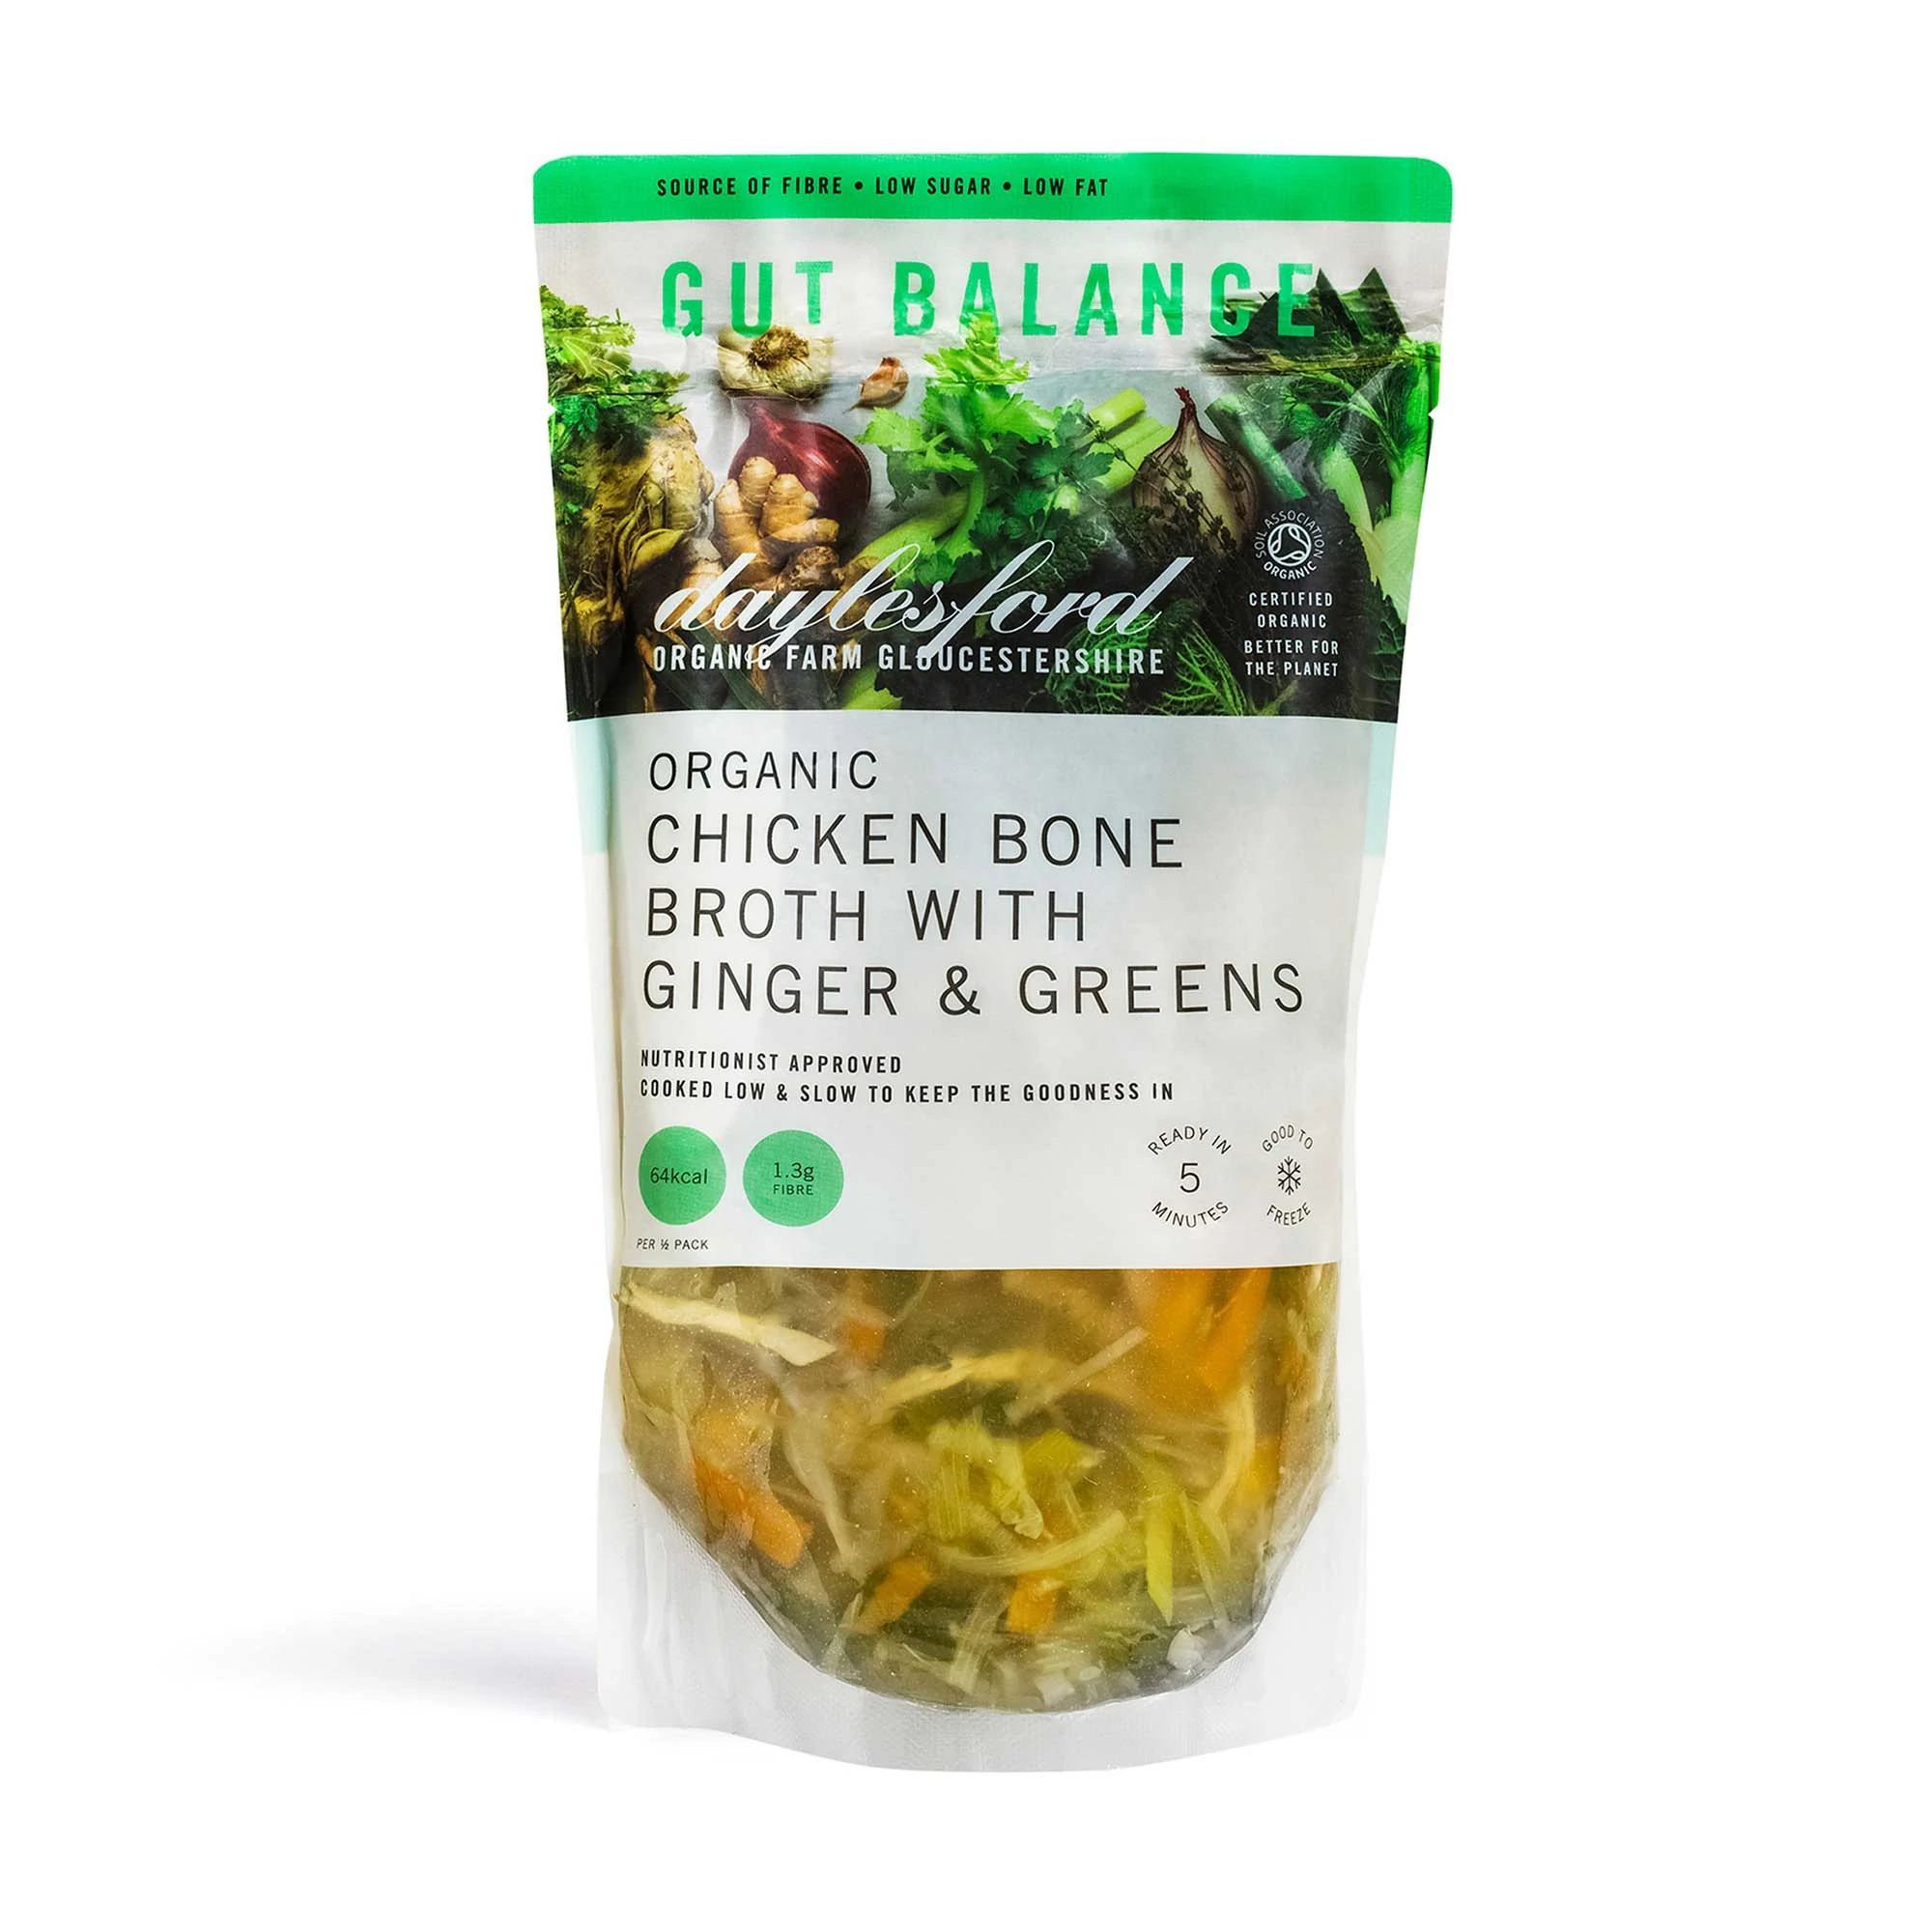 SOURCE OF FIBRE • LOW SUGAR • LOW FAT
GUT BALANCE
daylesford
ORGANIC FARM GLOUCESTERSHIRE
SOIL ASSOCIATION
ORGANIC
CERTIFIED
ORGANIC
BETTER FOR
THE PLANET
ORGANIC
CHICKEN BONE
BROTH WITH
GINGER & GREENS
NUTRITIONIST APPROVED
COOKED LOW & SLOW TO KEEP THE GOODNESS IN
64kcal
1.3g
FIBRE
PER ½ PACK
READY IN
5
MINUTES
GOOD TO
FREEZE